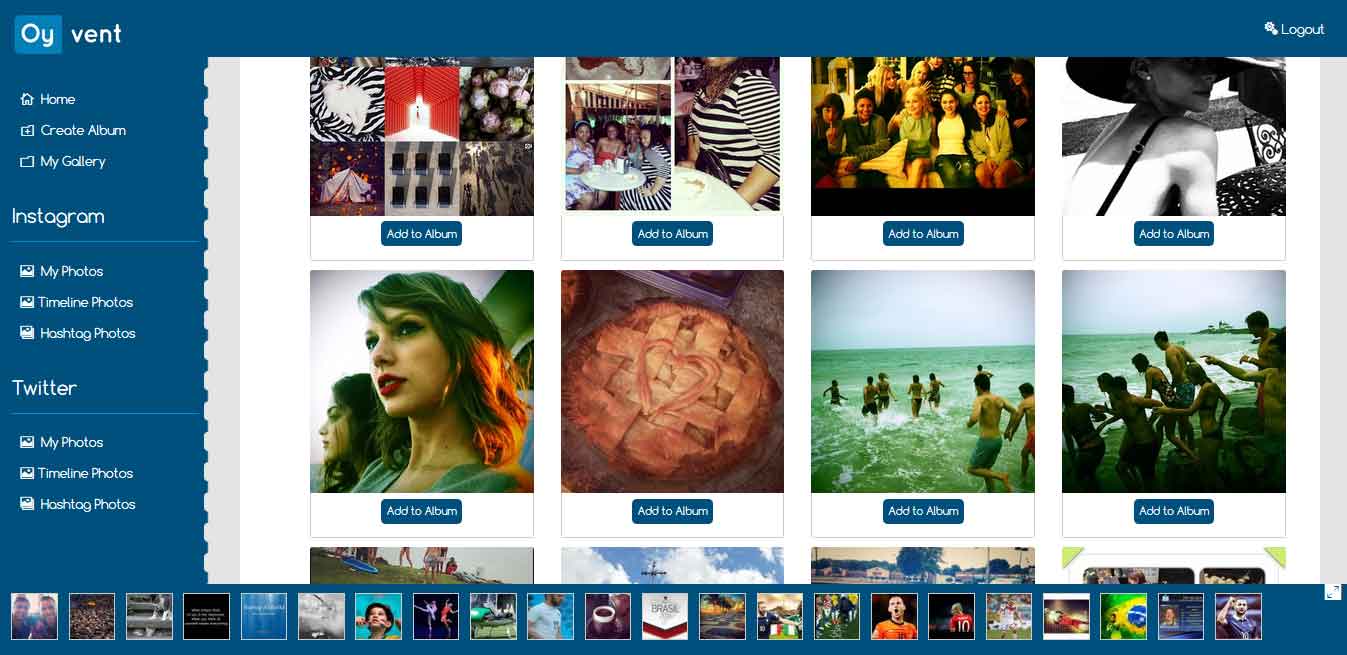 Oy vent
Logout
Home
Create Album
My Gallery
Instagram
My Photos
Timeline Photos
Hashtag Photos
Twitter
My Photos
Timeline Photos
Hashtag Photos
Add to Album
Add to Album
Add to Album
Add to Album
Add to Album
Add to Album
Add to Album
Add to Album
BRASIL
10